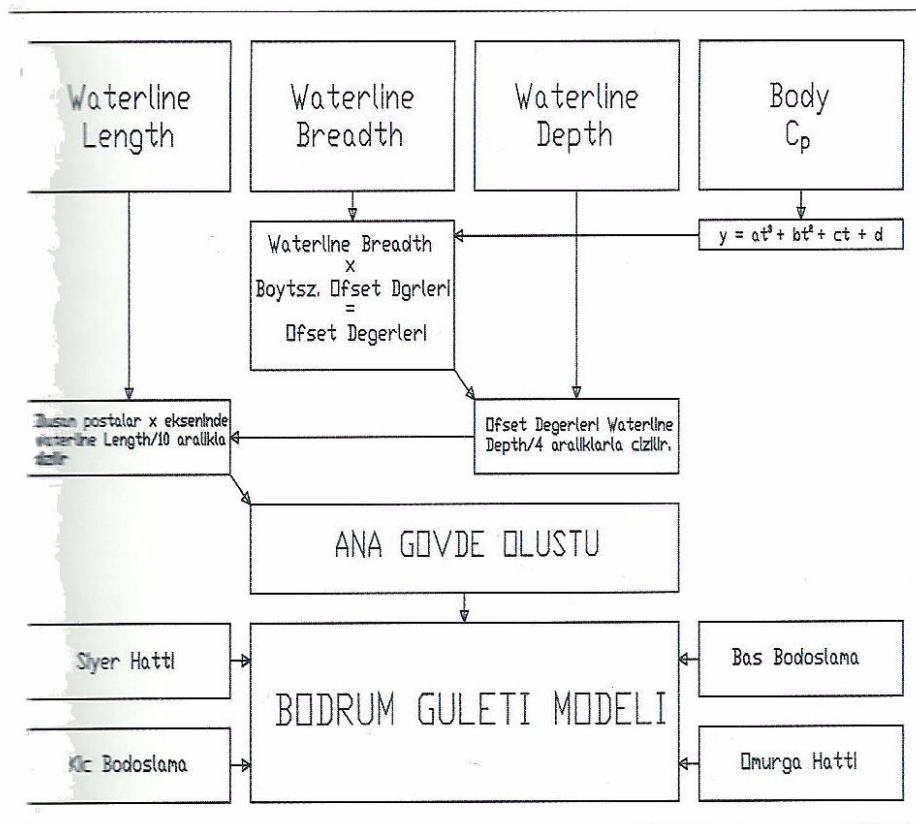 Waterline
Length
Waterline
Breadth
Waterline
Depth
Body
Cp
y = at³ + bt² + ct + d
Waterline Breadth
x
Boytsz. Ofset Dgrleri
=
Ofset Degerleri
postalar x ekseninde
waterline Length/10 aralikla
Ofset Degerleri Waterline
Depth/4 araliklarla cizilir.
ANA GOVDE OLUSTU
Siyer Hatti
Bas Bodoslama
BODRUM GULETI MODELI
Kic Bodoslama
Omurga Hatti